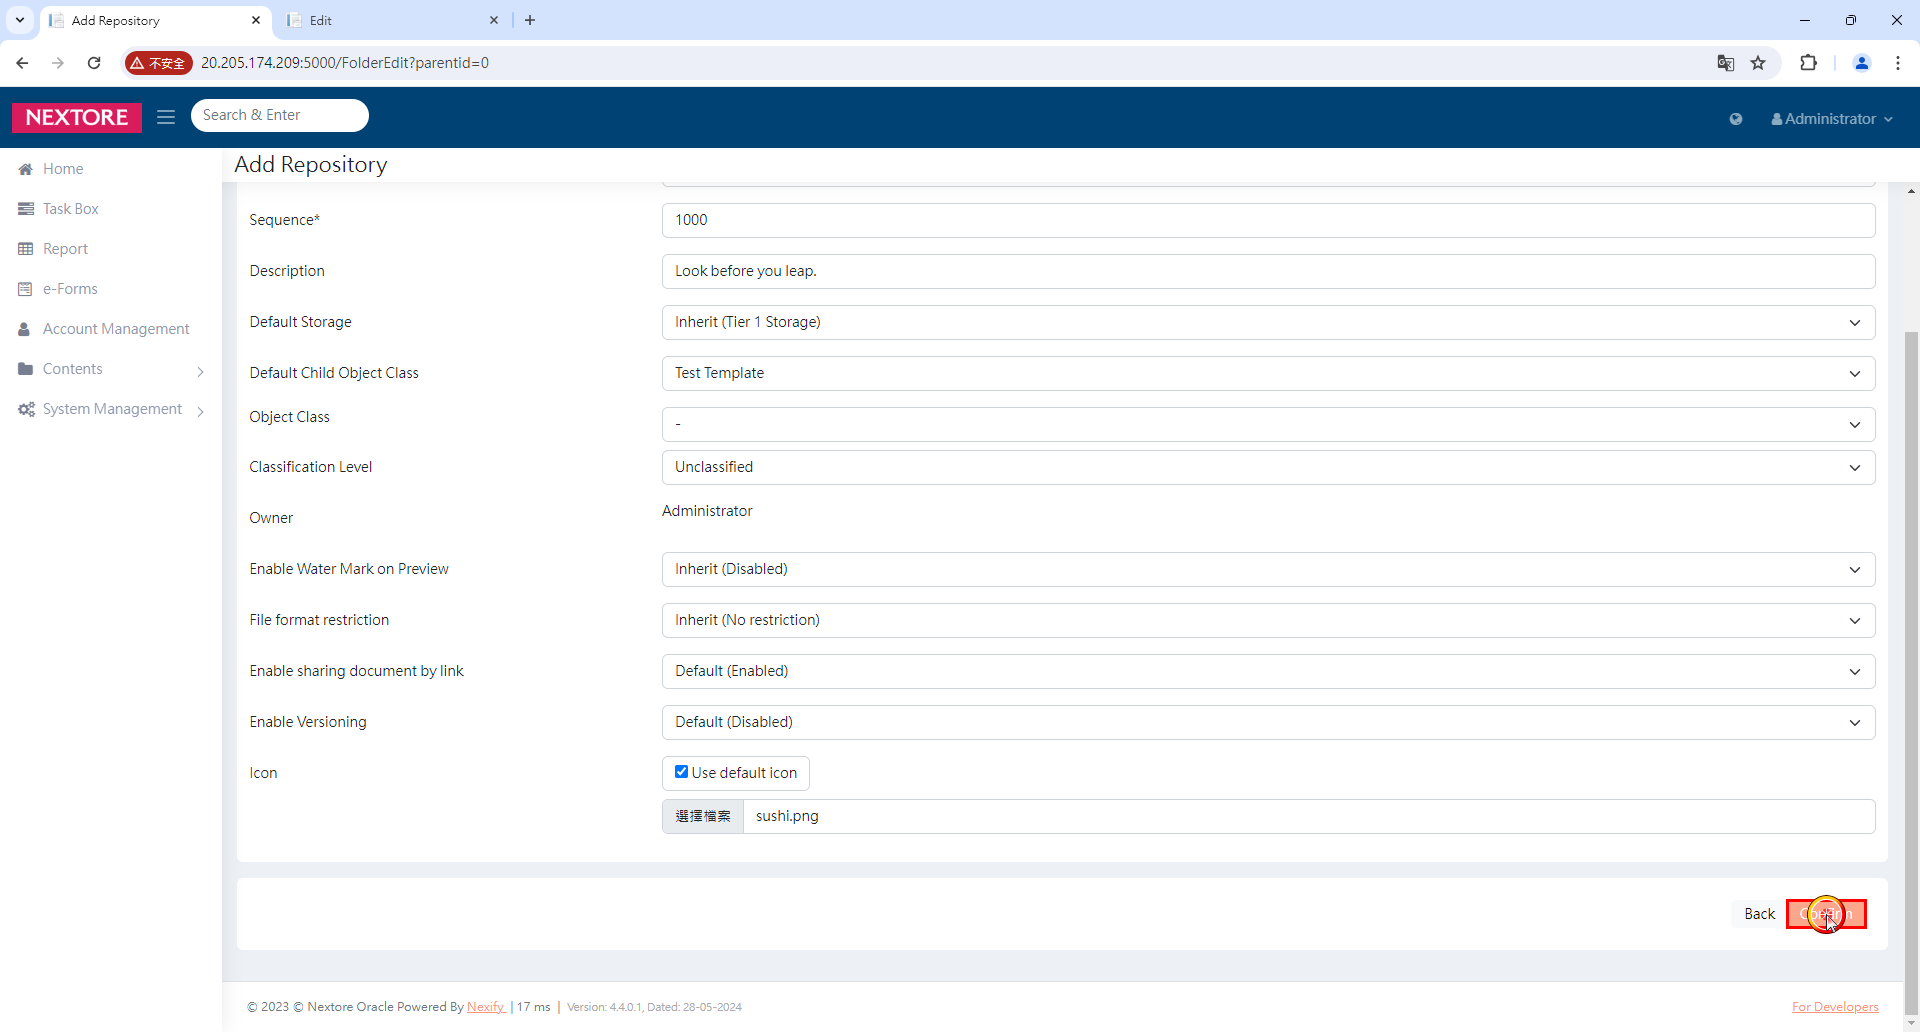 Add Repository
Edit
不安全
20.205.174.209:5000/FolderEdit?parentid=0
NEXTORE
Search & Enter
Administrator
Home
Task Box
Report
e-Forms
Account Management
Contents
System Management
Add Repository
Sequence*
1000
Description
Look before you leap.
Default Storage
Inherit (Tier 1 Storage)
Default Child Object Class
Test Template
Object Class
-
Classification Level
Unclassified
Owner
Administrator
Enable Water Mark on Preview
Inherit (Disabled)
File format restriction
Inherit (No restriction)
Enable sharing document by link
Default (Enabled)
Enable Versioning
Default (Disabled)
Icon
Use default icon
選擇檔案 sushi.png
Back
© 2023 © Nextore Oracle Powered By Nexify | 17 ms | Version: 4.4.0.1, Dated: 28-05-2024
For Developers